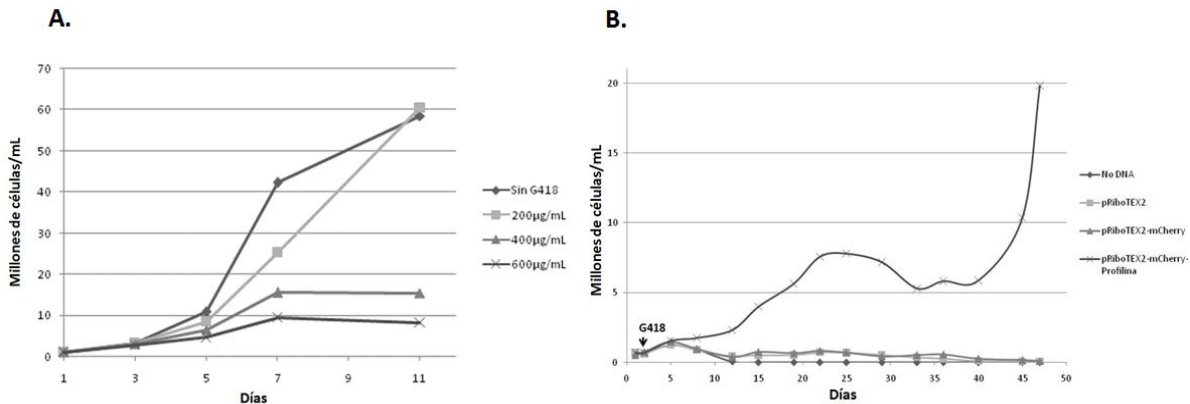 A.
Millones de células/mL
70
60
50
40
30
20
10
0
1
3
5
7
9
11
Días
Sin G418
200µg/mL
400µg/mL
600µg/mL
B.
Millones de células/mL
20
15
10
5
0
G418
0
5
10
15
20
25
30
35
40
45
50
Días
No DNA
pRiboTEX2
pRiboTEX2-mCherry
pRiboTEX2-mCherry-
Profilina